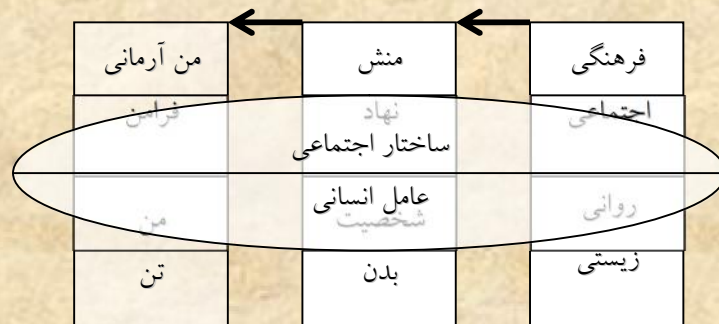 فرهنگی منش من آرمانی
اجتماعی نهاد فرامن
ساختار اجتماعی
عامل انسانی
روانی شخصیت من
زیستی بدن تن